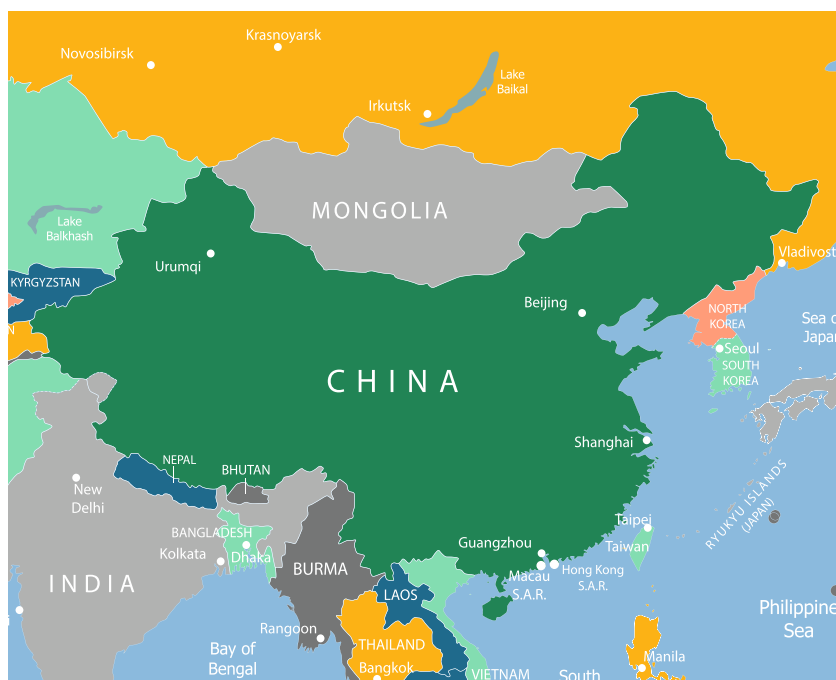 Krasnoyarsk
Novosibirsk
Lake
Baikal
Irkutsk
MONGOLIA
Lake
Balkhash
Vladivost
Urumqi
KYRGYZSTAN
Beijing
NORTH
KOREA
Sea o
Japa
N
Seoul
SOUTH
KOREA
CHINA
Shanghai
NEPAL
BHUTAN
New
Delhi
RYUKYU ISLANDS
(JAPAN)
Taipei
BANGLADESH
Guangzhou
Taiwan
Kolkata
Dhaka
BURMA
Hong Kong
S.A.R.
Macau
S.A.R.
INDIA
LAOS
Philippine
Sea
i
Rangoon
THAILAND
Bay of
Bengal
Manila
Bangkok
VIETNAM
South